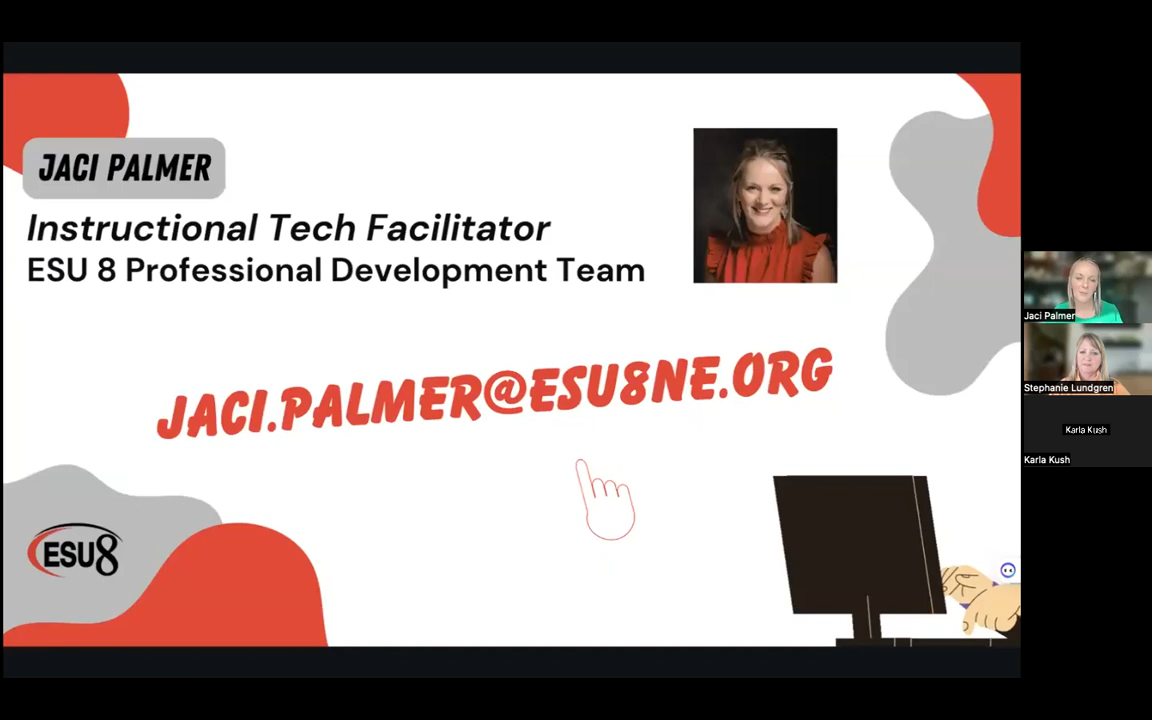 JACI PALMER
Instructional Tech Facilitator
ESU 8 Professional Development Team
JACI.PALMER@ESU8NE.ORG
ESU8
Jaci Palmer
Stephanie Lundgren
Karla Kush
Karla Kush